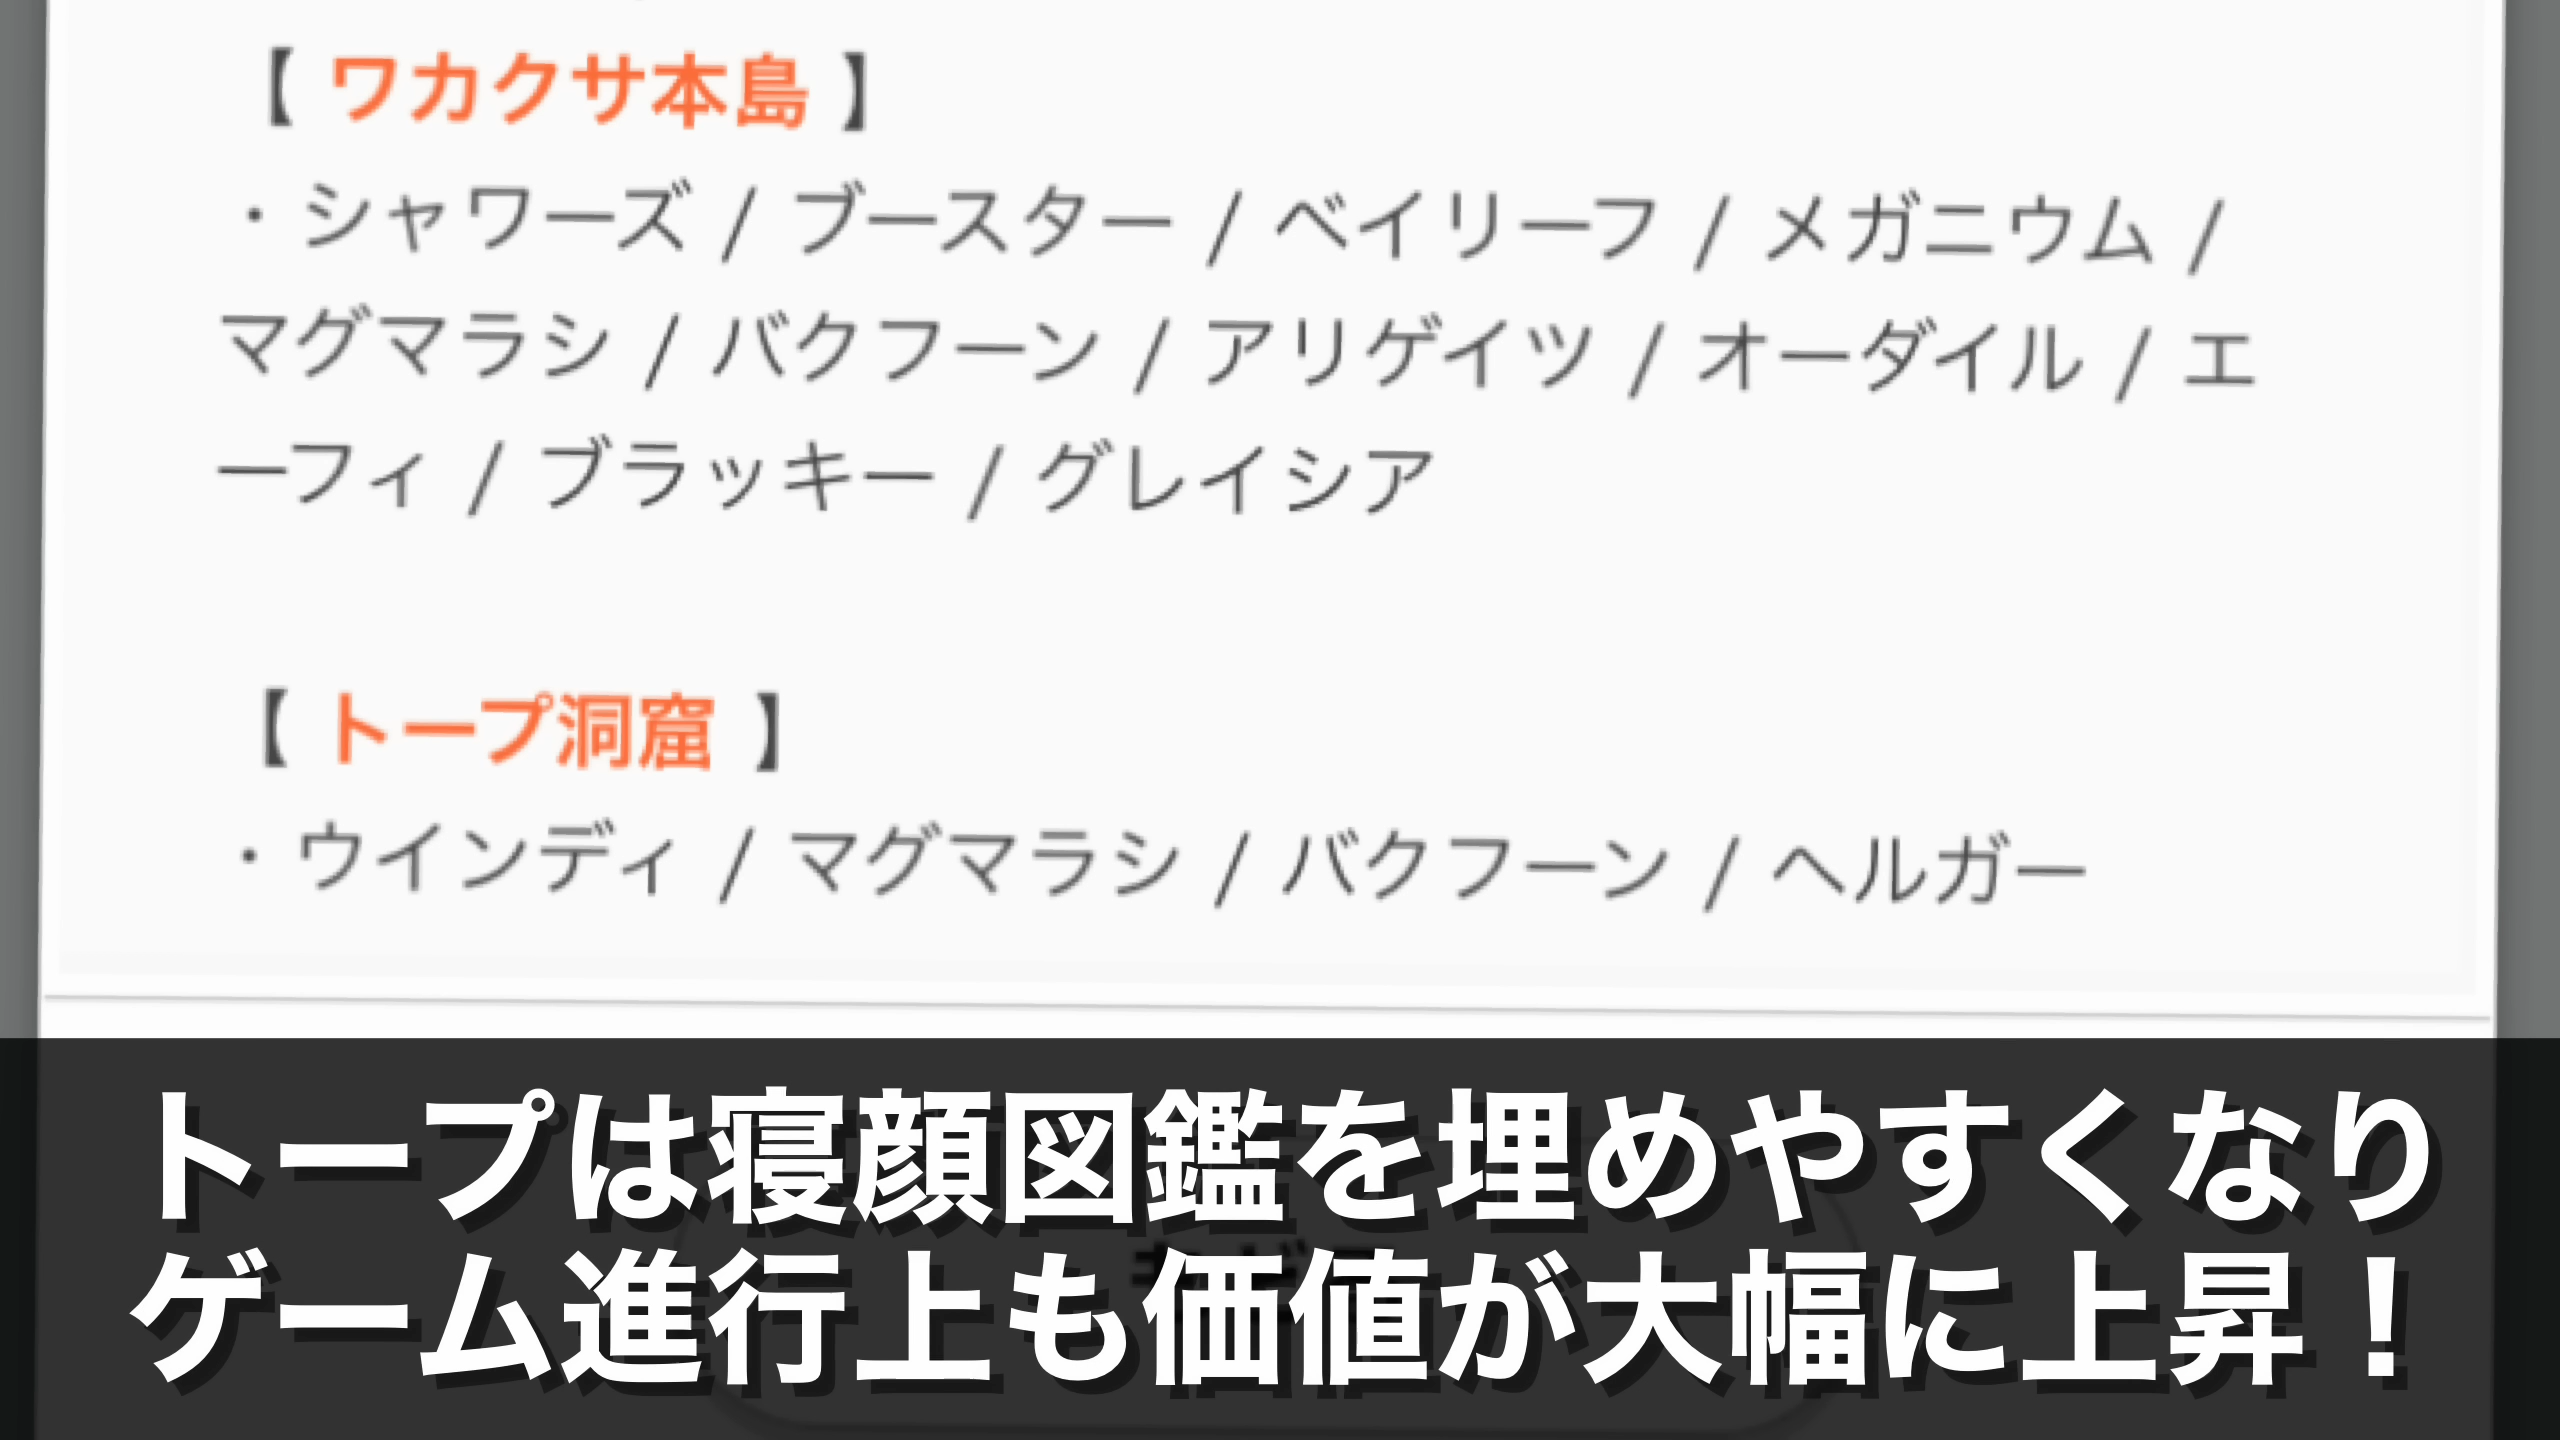 【 ワカクサ本島 】
・シャワーズ / ブースター / ベイリーフ / メガニウム /
マグマラシ / バクフーン / アリゲイツ / オーダイル / エ
ーフィ / ブラッキー / グレイシア
【 トープ洞窟 】
・ウインディ / マグマラシ / バクフーン / ヘルガー
トープは寝顔図鑑を埋めやすくなり
ゲーム進行上も価値が大幅に上昇！